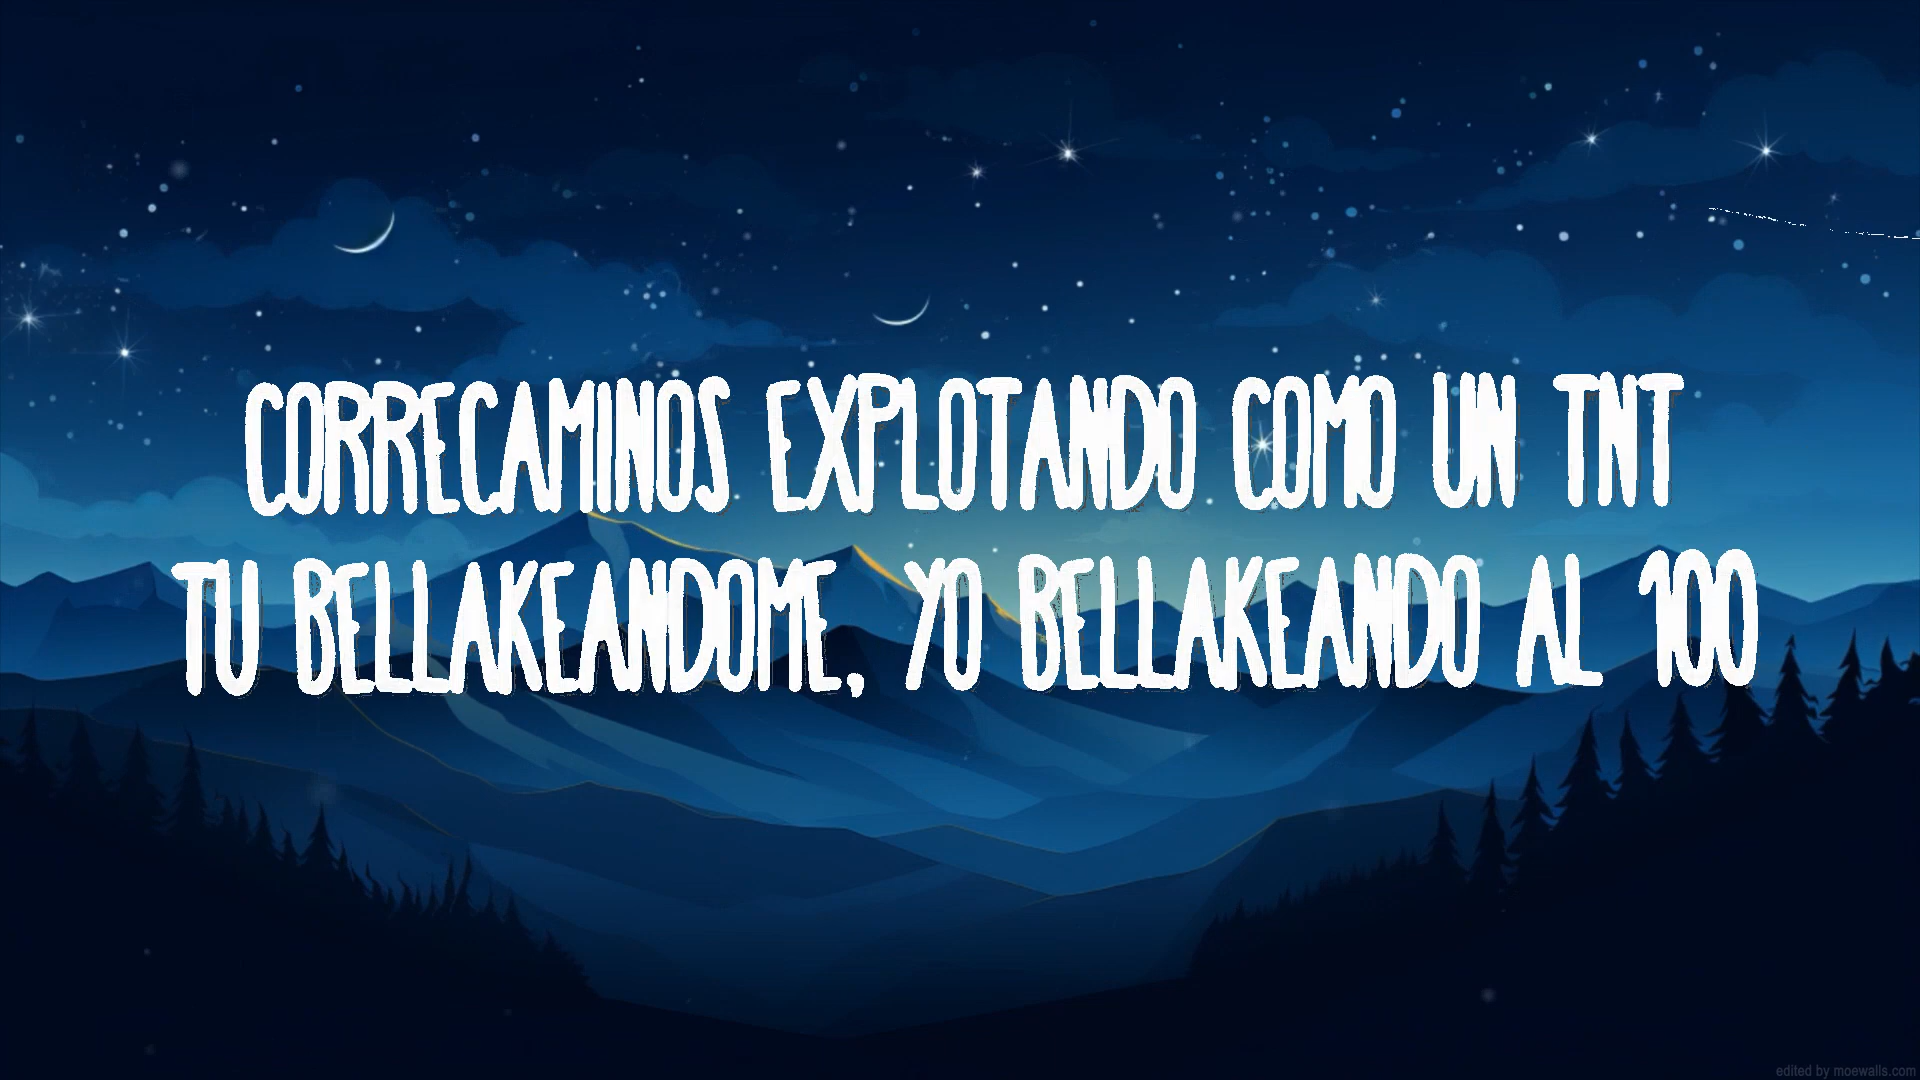 CORRECAMINOS EXPLOTANDO COMO UN TNT
TU BELLAKEANDOME, YO BELLAKEANDO AL 100
edited by moewalls.com